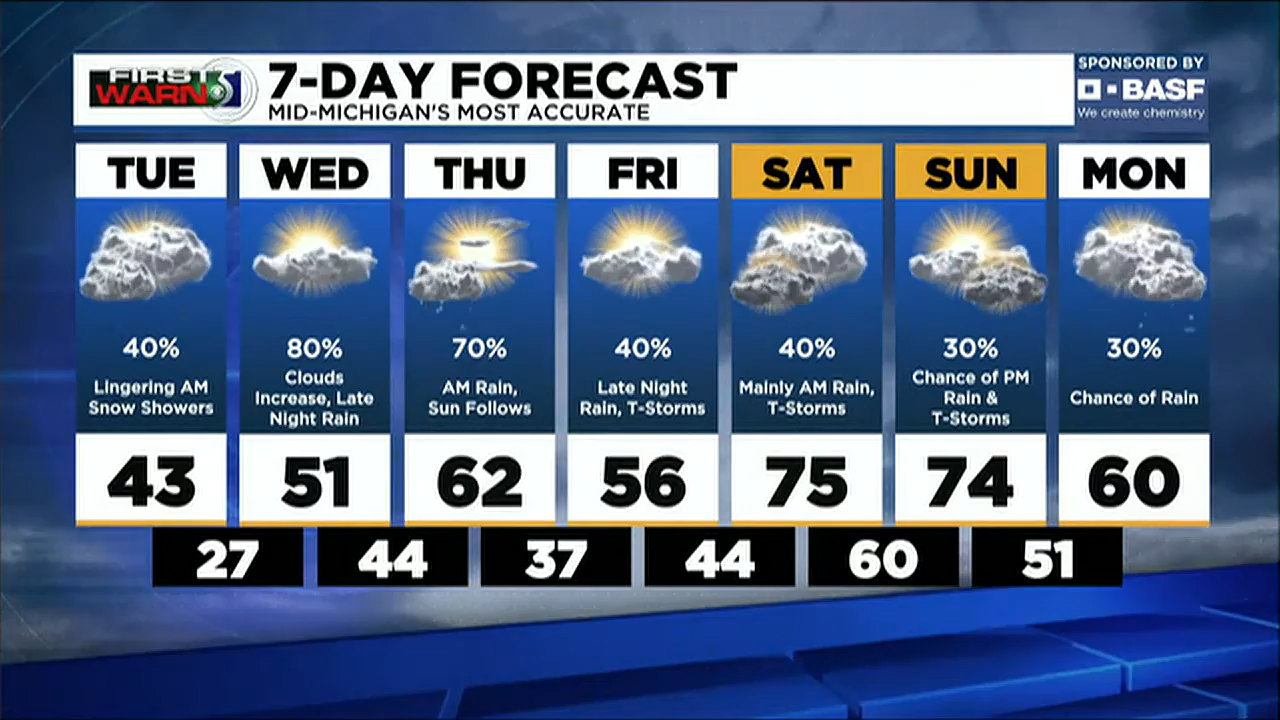 FIRST
WARN 5
7-DAY FORECAST
MID-MICHIGAN'S MOST ACCURATE
SPONSORED BY
BASF
We create chemistry
TUE
WED
THU
FRI
SAT
SUN
MON
40%
80%
70%
40%
40%
30%
30%
Lingering AM
Snow Showers
Clouds
Increase, Late
Night Rain
AM Rain,
Sun Follows
Late Night
Rain, T-Storms
Mainly AM Rain,
T-Storms
Chance of PM
Rain &
T-Storms
Chance of Rain
43
51
62
56
75
74
60
27
44
37
44
60
51